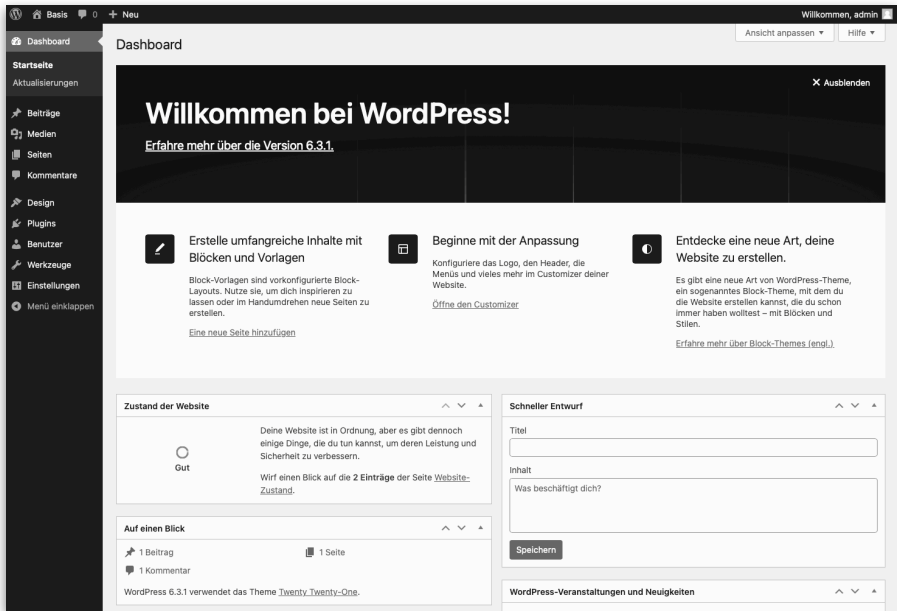 Basis 0 + Neu Willkommen, admin
Dashboard
Startseite
Aktualisierungen
Beiträge
Medien
Seiten
Kommentare
Design
Plugins
Benutzer
Werkzeuge
Einstellungen
Menü einklappen
Ansicht anpassen
Hilfe
Dashboard
Ausblenden
Willkommen bei WordPress!
Erfahre mehr über die Version 6.3.1.
Erstelle umfangreiche Inhalte mit
Blöcken und Vorlagen
Block-Vorlagen sind vorkonfigurierte Block-
Layouts. Nutze sie, um dich inspirieren zu
lassen oder im Handumdrehen neue Seiten zu
erstellen.
Eine neue Seite hinzufügen
Beginne mit der Anpassung
Konfiguriere das Logo, den Header, die
Menüs und vieles mehr im Customizer deiner
Website.
Öffne den Customizer
Entdecke eine neue Art, deine
Website zu erstellen.
Es gibt eine neue Art von WordPress-Theme,
ein sogenanntes Block-Theme, mit dem du
die Website erstellen kannst, die du schon
immer haben wolltest – mit Blöcken und
Stilen.
Erfahre mehr über Block-Themes (engl.)
Zustand der Website
Gut
Deine Website ist in Ordnung, aber es gibt dennoch
einige Dinge, die du tun kannst, um deren Leistung und
Sicherheit zu verbessern.
Wirf einen Blick auf die 2 Einträge der Seite Website-
Zustand.
Auf einen Blick
1 Beitrag
1 Seite
1 Kommentar
WordPress 6.3.1 verwendet das Theme Twenty Twenty-One.
Schneller Entwurf
Titel
Inhalt
Was beschäftigt dich?
Speichern
WordPress-Veranstaltungen und Neuigkeiten